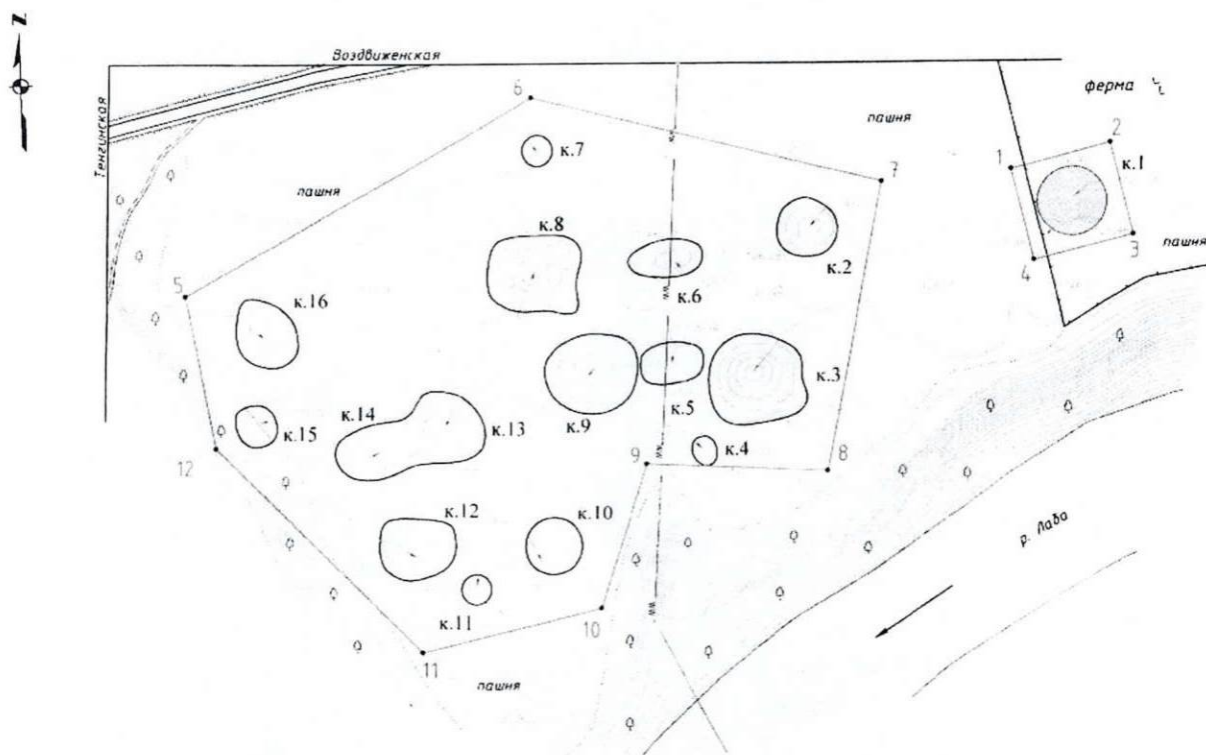 N
Воздвиженская
Тенгинская
ферма
6
2
пашня
1
к.1
к.7
7
пашня
3
пашня
к.8
4
к.2
5
к.6
к.16
к.3
к.14
к.5
к.13
к.9
к.15
к.4
12
9
8
к.12
к.10
р. Лаба
к.11
10
11
пашня